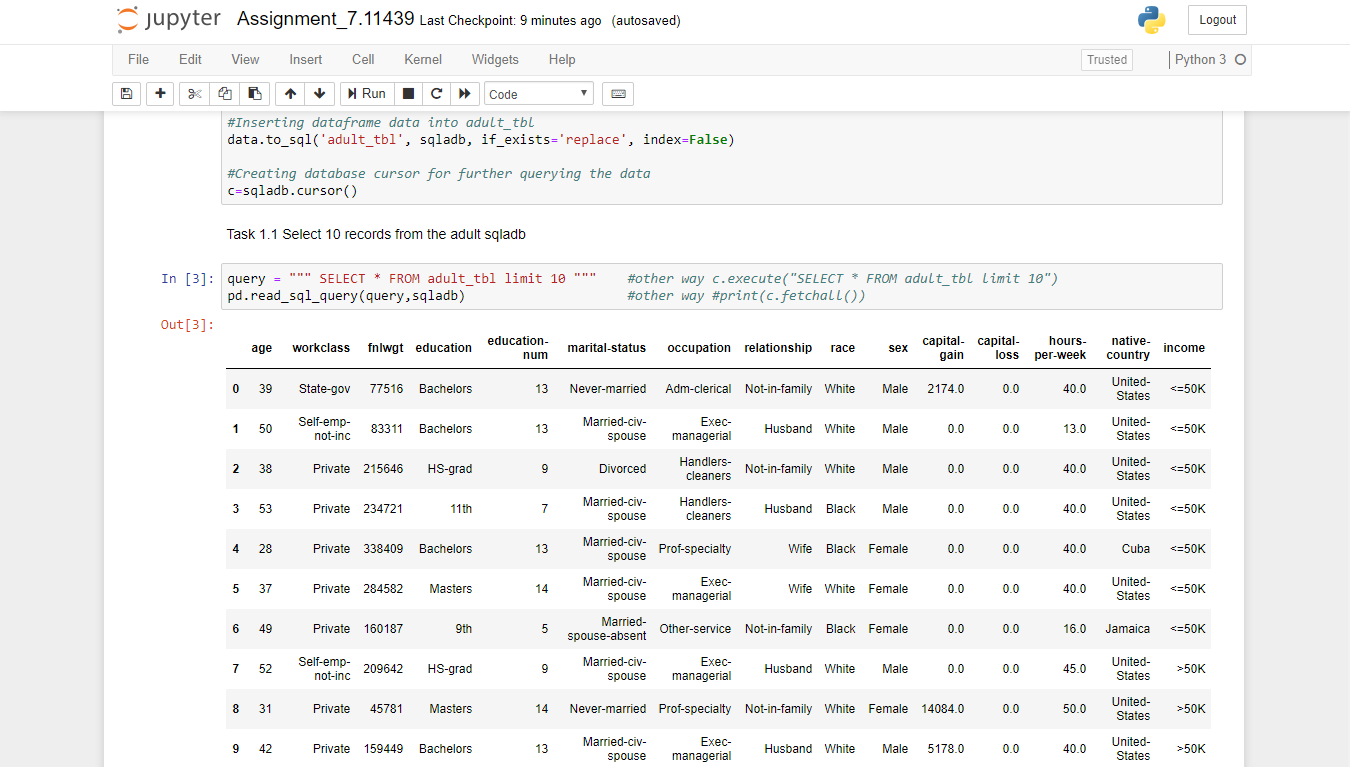 jupyter Assignment_7.11439 Last Checkpoint: 9 minutes ago (autosaved) Logout
File Edit View Insert Cell Kernel Widgets Help Trusted Python 3
Run Code
#Inserting dataframe data into adult_tbl
data.to_sql('adult_tbl', sqladb, if_exists='replace', index=False)
#Creating database cursor for further querying the data
c=sqladb.cursor()
Task 1.1 Select 10 records from the adult sqladb
In [3]: query = """ SELECT * FROM adult_tbl limit 10 """ #other way c.execute("SELECT * FROM adult_tbl limit 10")
pd.read_sql_query(query,sqladb) #other way #print(c.fetchall())
Out[3]:
age workclass fnlwgt education education-num marital-status occupation relationship race sex capital-gain capital-loss hours-per-week native-country income
0 39 State-gov 77516 Bachelors 13 Never-married Adm-clerical Not-in-family White Male 2174.0 0.0 40.0 United-States <=50K
1 50 Self-emp-not-inc 83311 Bachelors 13 Married-civ-spouse Exec-managerial Husband White Male 0.0 0.0 13.0 United-States <=50K
2 38 Private 215646 HS-grad 9 Divorced Handlers-cleaners Not-in-family White Male 0.0 0.0 40.0 United-States <=50K
3 53 Private 234721 11th 7 Married-civ-spouse Handlers-cleaners Husband Black Male 0.0 0.0 40.0 United-States <=50K
4 28 Private 338409 Bachelors 13 Married-civ-spouse Prof-specialty Wife Black Female 0.0 0.0 40.0 Cuba <=50K
5 37 Private 284582 Masters 14 Married-civ-spouse Exec-managerial Wife White Female 0.0 0.0 40.0 United-States <=50K
6 49 Private 160187 9th 5 Married-spouse-absent Other-service Not-in-family Black Female 0.0 0.0 16.0 Jamaica <=50K
7 52 Self-emp-not-inc 209642 HS-grad 9 Married-civ-spouse Exec-managerial Husband White Male 0.0 0.0 45.0 United-States >50K
8 31 Private 45781 Masters 14 Never-married Prof-specialty Not-in-family White Female 14084.0 0.0 50.0 United-States >50K
9 42 Private 159449 Bachelors 13 Married-civ-spouse Exec-managerial Husband White Male 5178.0 0.0 40.0 United-States >50K